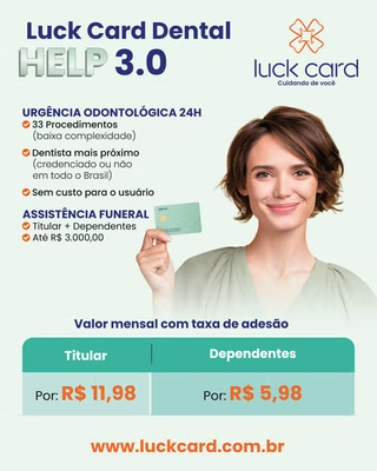 Luck Card Dental
HELP 3.0
luck card
Cuidando de você
URGÊNCIA ODONTOLÓGICA 24H
33 Procedimentos
(baixa complexidade)
Dentista mais próximo
(credenciado ou não
em todo o Brasil)
Sem custo para o usuário
ASSISTÊNCIA FUNERAL
Titular + Dependentes
Até R$ 3.000,00
Valor mensal com taxa de adesão
Titular
Dependentes
Por: R$ 11,98
Por: R$ 5,98
www.luckcard.com.br